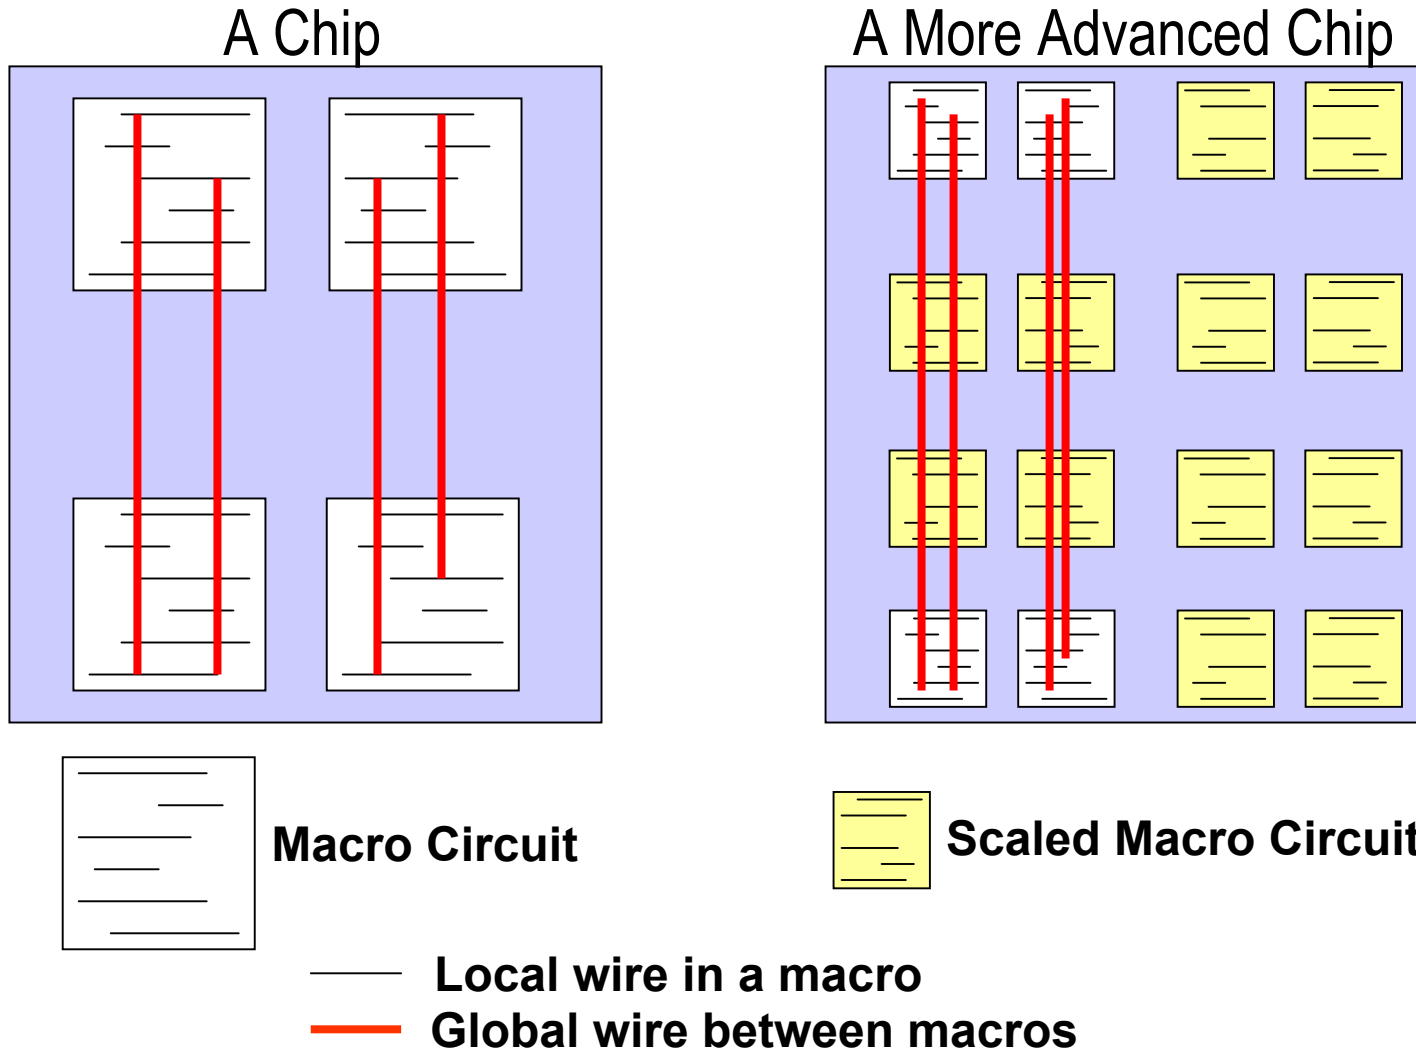 A Chip
A More Advanced Chip
Macro Circuit
Scaled Macro Circuit
Local wire in a macro
Global wire between macros